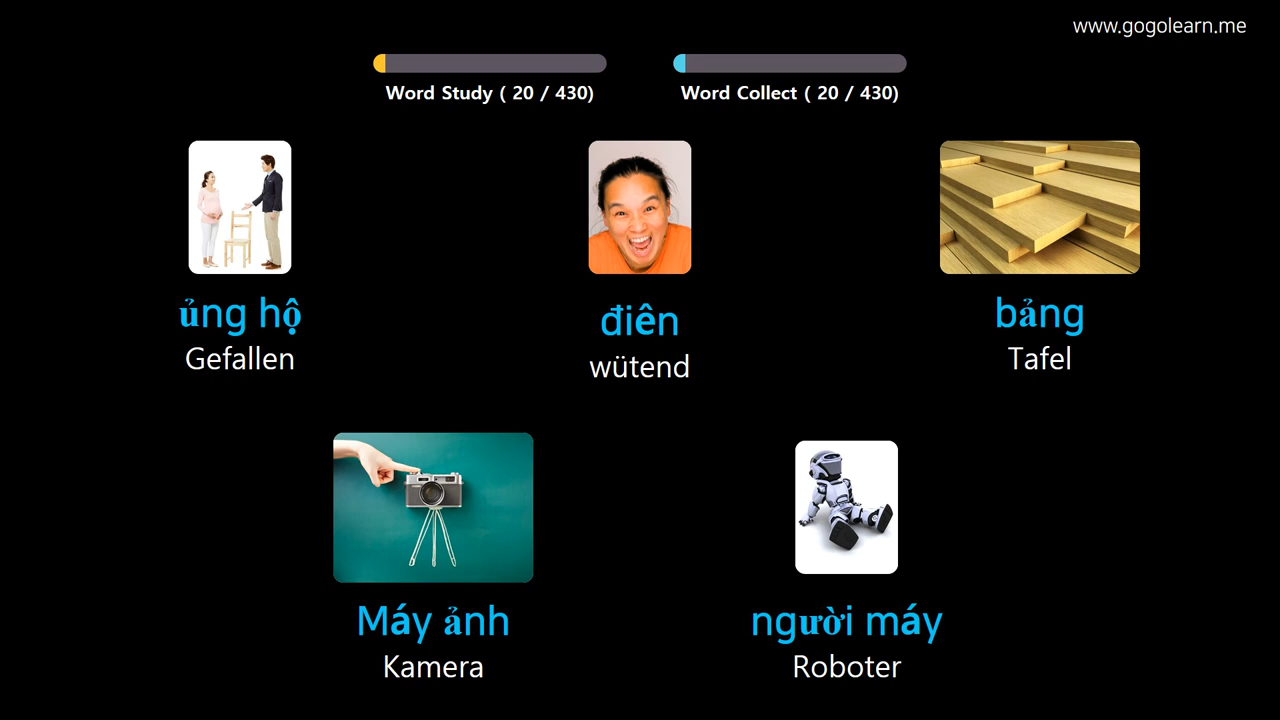 www.gogolearn.me
Word Study ( 20 / 430)
Word Collect ( 20 / 430)
ủng hộ
Gefallen
điên
wütend
bảng
Tafel
Máy ảnh
Kamera
người máy
Roboter